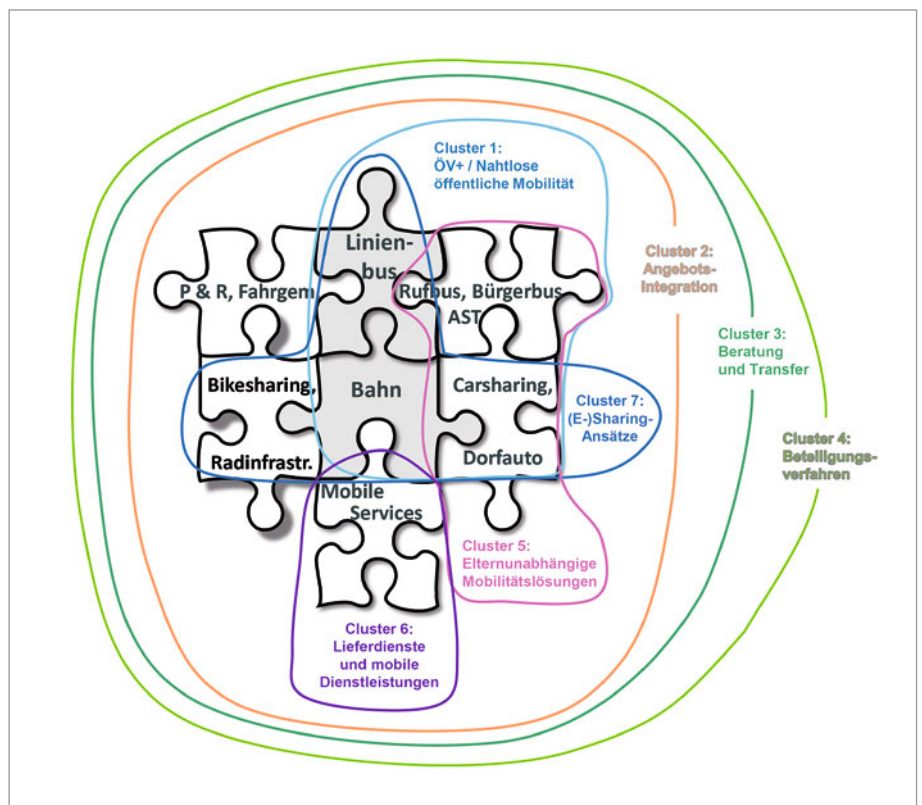 Cluster 1:
ÖV+ / Nahtlose
öffentliche Mobilität
Linien-
bus
Cluster 2:
Angebots-
Integration
P & R, Fahrgem.
Rufbus, Bürgerbus
AST
Cluster 3:
Beratung
und Transfer
Bikesharing,
Bahn
Carsharing,
Cluster 7:
(E-)Sharing-
Ansätze
Radinfrastr.
Dorfauto
Cluster 4:
Beteiligungs-
verfahren
Mobile
Services
Cluster 5:
Elternunabhängige
Mobilitätslösungen
Cluster 6:
Lieferdienste
und mobile
Dienstleistungen